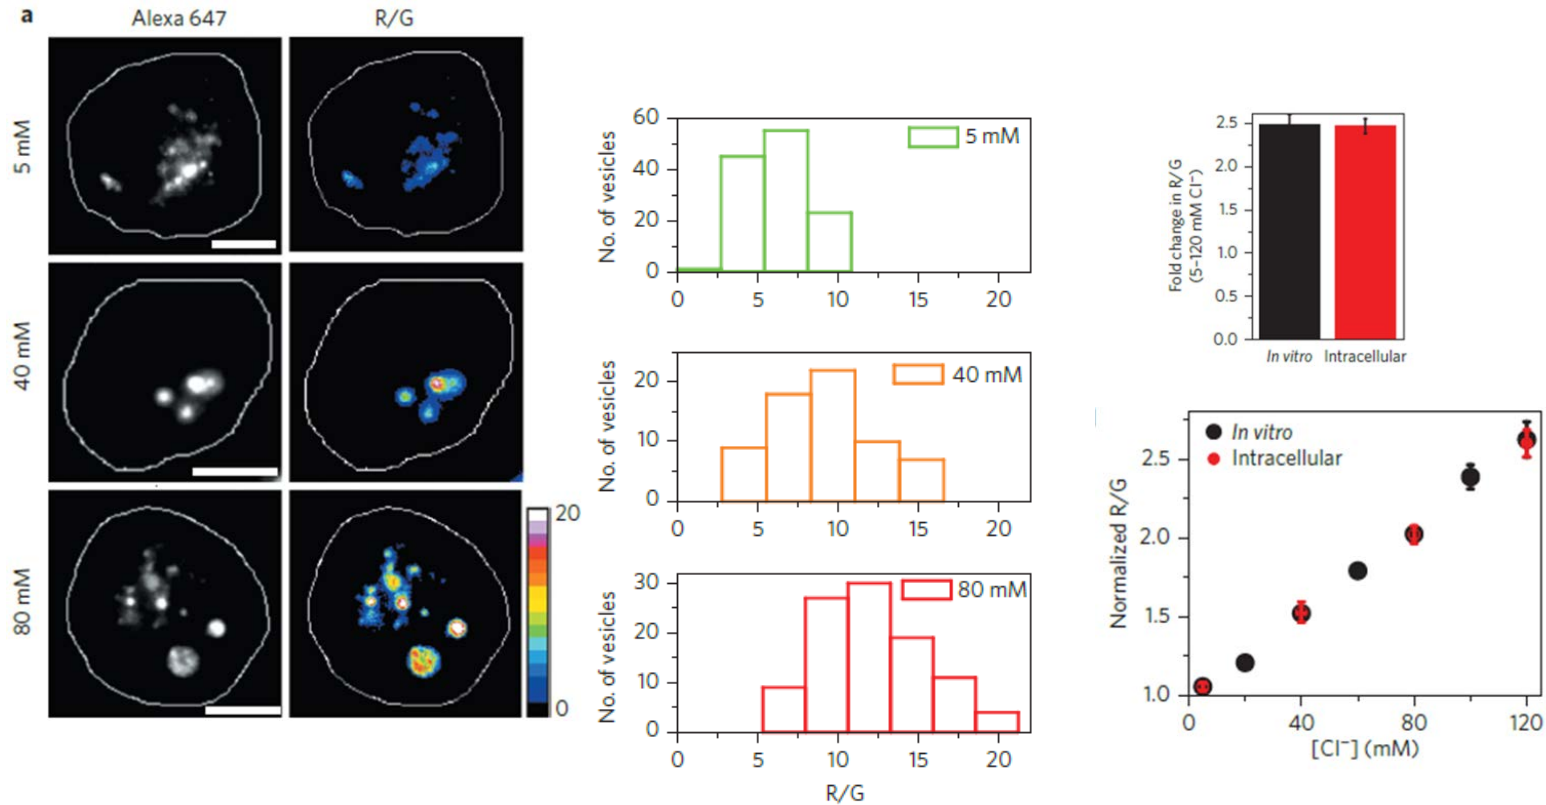 a
Alexa 647
R/G
5 mM
40 mM
80 mM
20
0
No. of vesicles
60
40
20
0
5 mM
0 5 10 15 20
No. of vesicles
20
10
0
40 mM
0 5 10 15 20
No. of vesicles
30
20
10
0
80 mM
0 5 10 15 20
R/G
Fold change in R/G
(5–120 mM Cl⁻)
2.5
2.0
1.5
1.0
0.5
0.0
In vitro Intracellular
Normalized R/G
2.5
2.0
1.5
1.0
In vitro
Intracellular
0 40 80 120
[Cl⁻] (mM)